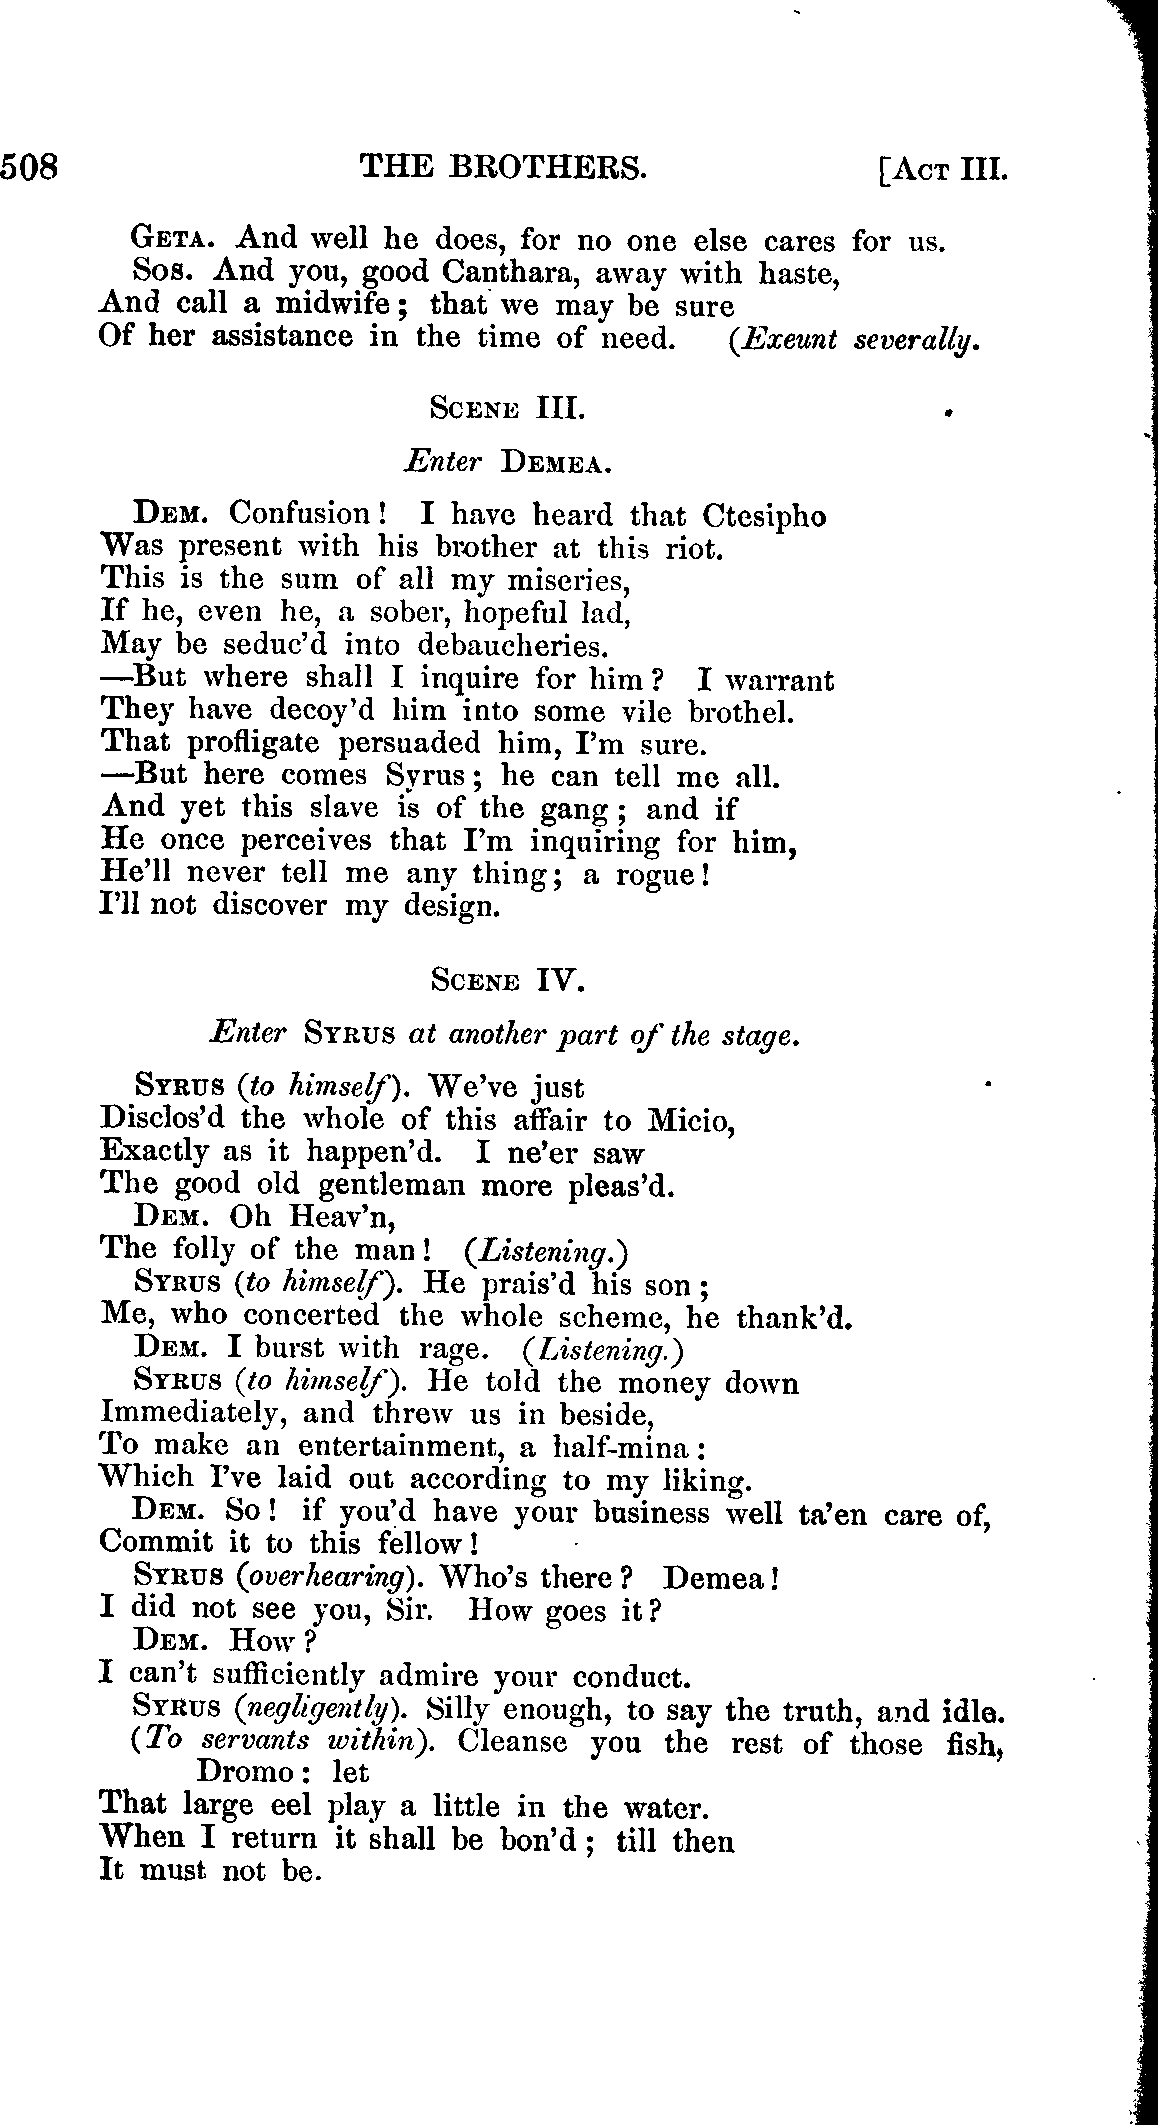 508 THE BROTHERS. [ACT III.
GETA. And well he does, for no one else cares for us.
SOS. And you, good Canthara, away with haste,
And call a midwife; that we may be sure
Of her assistance in the time of need. (Exeunt severally.
SCENE III.
Enter DEMEA.
DEM. Confusion! I have heard that Ctesipho
Was present with his brother at this riot.
This is the sum of all my miseries,
If he, even he, a sober, hopeful lad,
May be seduc'd into debaucheries.
—But where shall I inquire for him? I warrant
They have decoy'd him into some vile brothel.
That profligate persuaded him, I'm sure.
—But here comes Syrus; he can tell me all.
And yet this slave is of the gang; and if
He once perceives that I'm inquiring for him,
He'll never tell me any thing; a rogue!
I'll not discover my design.
SCENE IV.
Enter SYRUS at another part of the stage.
SYRUS (to himself). We've just
Disclos'd the whole of this affair to Micio,
Exactly as it happen'd. I ne'er saw
The good old gentleman more pleas'd.
DEM. Oh Heav'n,
The folly of the man! (Listening.)
SYRUS (to himself). He prais'd his son;
Me, who concerted the whole scheme, he thank'd.
DEM. I burst with rage. (Listening.)
SYRUS (to himself). He told the money down
Immediately, and threw us in beside,
To make an entertainment, a half-mina:
Which I've laid out according to my liking.
DEM. So! if you'd have your business well ta'en care of,
Commit it to this fellow!
SYRUS (overhearing). Who's there? Demea!
I did not see you, Sir. How goes it?
DEM. How?
I can't sufficiently admire your conduct.
SYRUS (negligently). Silly enough, to say the truth, and idle.
(To servants within). Cleanse you the rest of those fish,
Dromo: let
That large eel play a little in the water.
When I return it shall be bon'd; till then
It must not be.